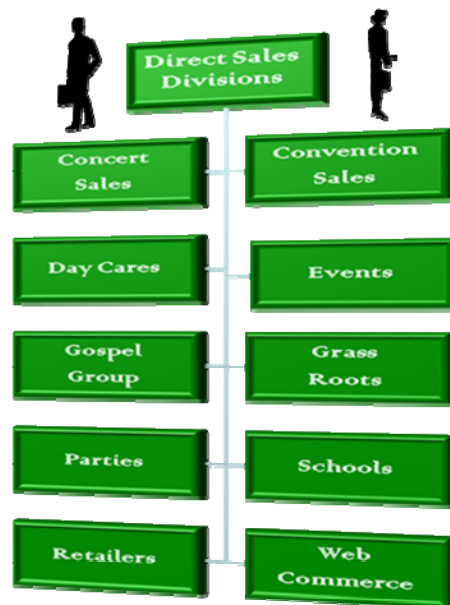 Direct Sales
Divisions
Concert
Sales
Convention
Sales
Day Cares
Events
Gospel
Group
Grass
Roots
Parties
Schools
Retailers
Web
Commerce